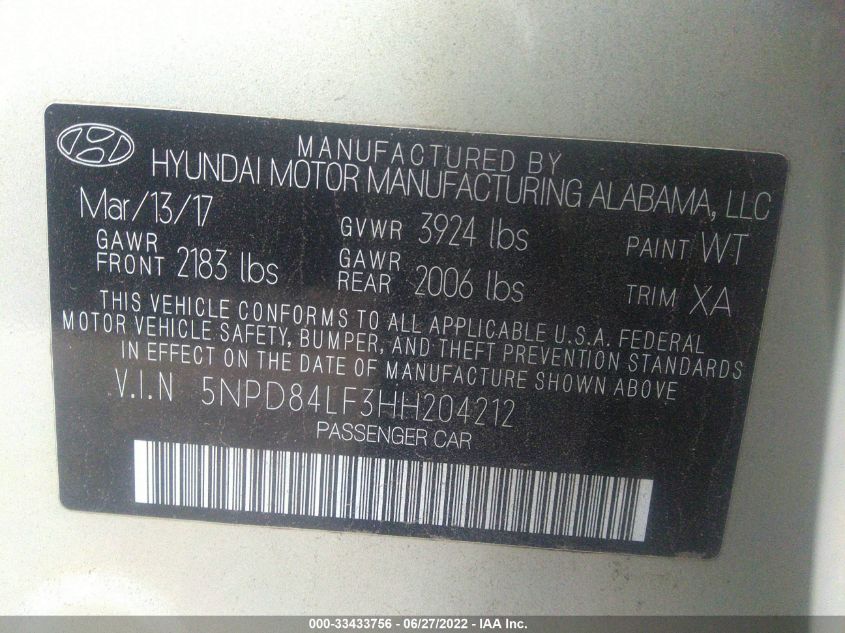 MANUFACTURED BY
HYUNDAI MOTOR MANUFACTURING ALABAMA, LLC
Mar/13/17 GVWR 3924 lbs PAINT WT
GAWR FRONT 2183 lbs GAWR REAR 2006 lbs TRIM XA
THIS VEHICLE CONFORMS TO ALL APPLICABLE U.S.A. FEDERAL
MOTOR VEHICLE SAFETY, BUMPER, AND THEFT PREVENTION STANDARDS
IN EFFECT ON THE DATE OF MANUFACTURE SHOWN ABOVE
V.I.N 5NPD84LF3HH204212
PASSENGER CAR
000-33433756 - 06/27/2022 - IAA Inc.